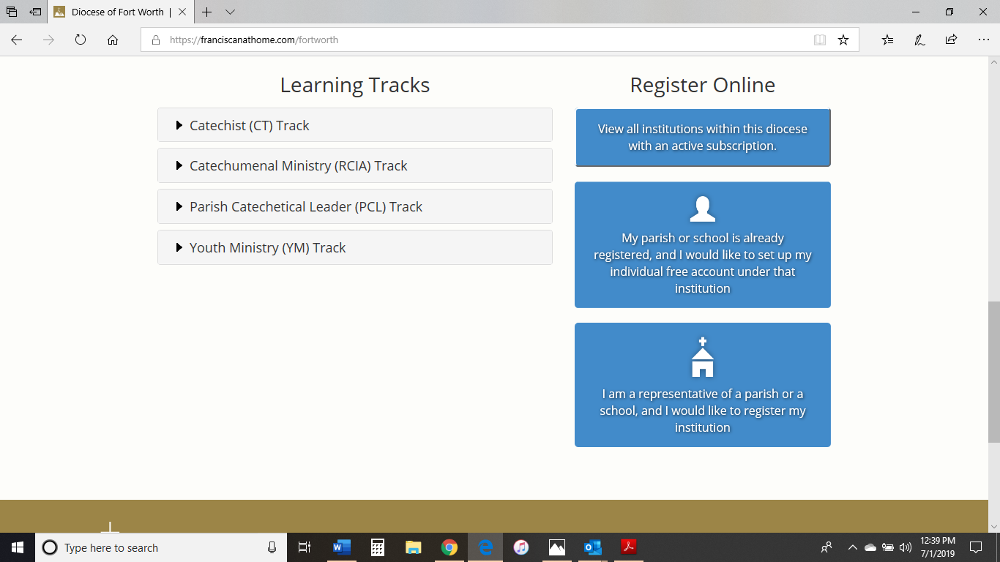 Diocese of Fort Worth |
https://franciscanathome.com/fortworth
Learning Tracks
Catechist (CT) Track
Catechumenal Ministry (RCIA) Track
Parish Catechetical Leader (PCL) Track
Youth Ministry (YM) Track
Register Online
View all institutions within this diocese
with an active subscription.
My parish or school is already
registered, and I would like to set up my
individual free account under that
institution
I am a representative of a parish or a
school, and I would like to register my
institution
Type here to search
12:39 PM
7/1/2019